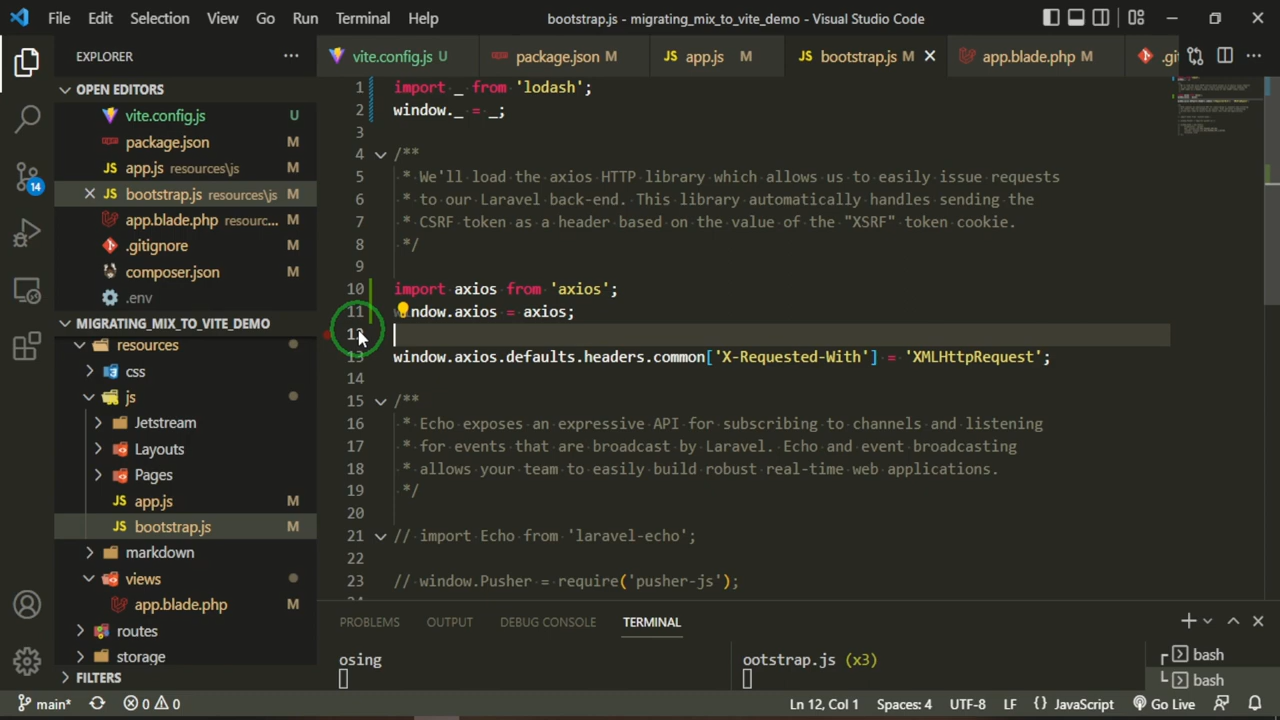 File Edit Selection View Go Run Terminal Help
bootstrap.js - migrating_mix_to_vite_demo - Visual Studio Code
EXPLORER
OPEN EDITORS
vite.config.js U
package.json M
app.js resources\js M
bootstrap.js resources\js M
app.blade.php resourc... M
.gitignore M
composer.json M
.env
MIGRATING_MIX_TO_VITE_DEMO
resources
css
js
Jetstream
Layouts
Pages
app.js M
bootstrap.js M
markdown
views
app.blade.php M
routes
storage
FILTERS
14
vite.config.js U package.json M JS app.js M JS bootstrap.js M app.blade.php M .gi
1 import _ from 'lodash';
2 window._ = _;
3
4 /**
5 * We'll load the axios HTTP library which allows us to easily issue requests
6 * to our Laravel back-end. This library automatically handles sending the
7 * CSRF token as a header based on the value of the "XSRF" token cookie.
8 */
9
10 import axios from 'axios';
11 window.axios = axios;
12
13 window.axios.defaults.headers.common['X-Requested-With'] = 'XMLHttpRequest';
14
15 /**
16 * Echo exposes an expressive API for subscribing to channels and listening
17 * for events that are broadcast by Laravel. Echo and event broadcasting
18 * allows your team to easily build robust real-time web applications.
19 */
20
21 // import Echo from 'laravel-echo';
22
23 // window.Pusher = require('pusher-js');
PROBLEMS OUTPUT DEBUG CONSOLE TERMINAL
osing
ootstrap.js (x3)
bash
bash
main* 0 0 Ln 12, Col 1 Spaces: 4 UTF-8 LF {} JavaScript Go Live